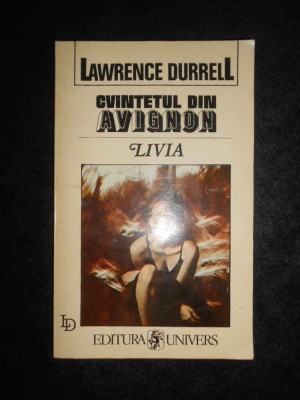 LAWRENCE DURRELL
CVINTETUL DIN
AVIGNON
LIVIA
LD
EDITURA UNIVERS